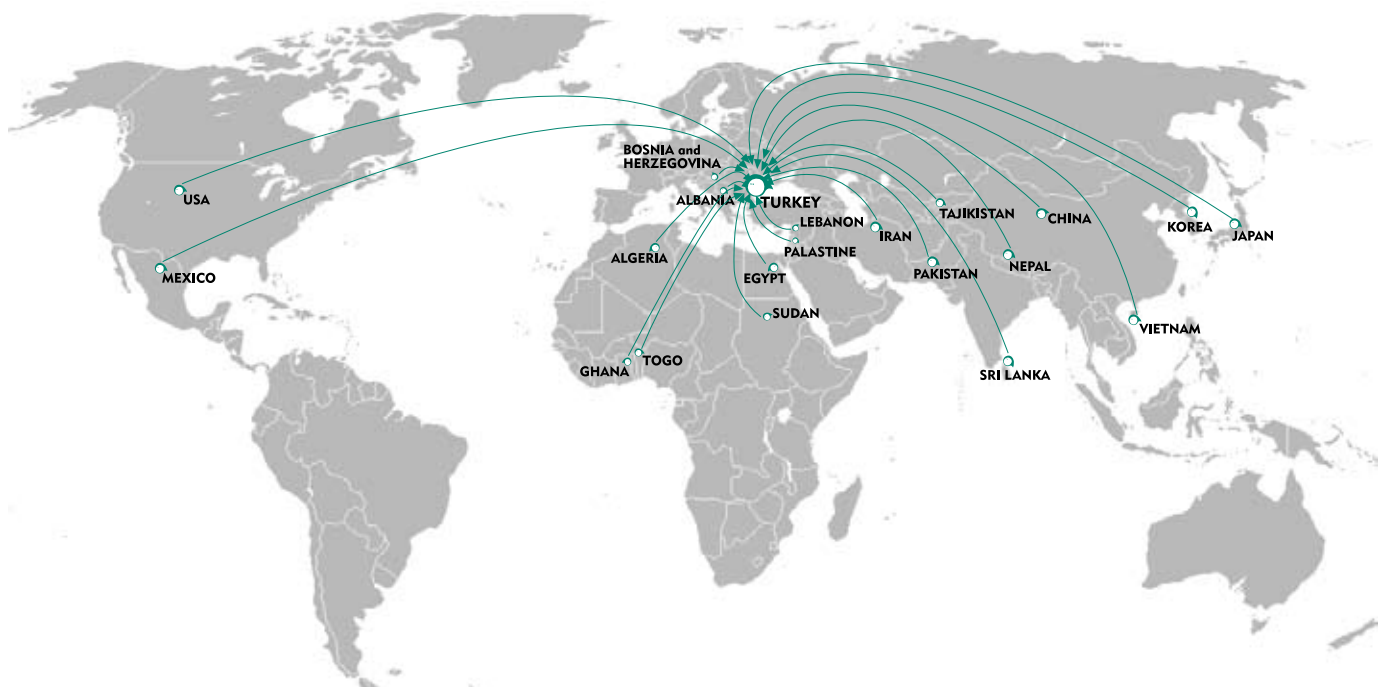 BOSNIA and
HERZEGOVINA
USA
ALBANIA
TURKEY
TAJIKISTAN
CHINA
KOREA
JAPAN
LEBANON
IRAN
PALASTINE
ALGERIA
MEXICO
EGYPT
PAKISTAN
NEPAL
SUDAN
VIETNAM
TOGO
GHANA
SRI LANKA